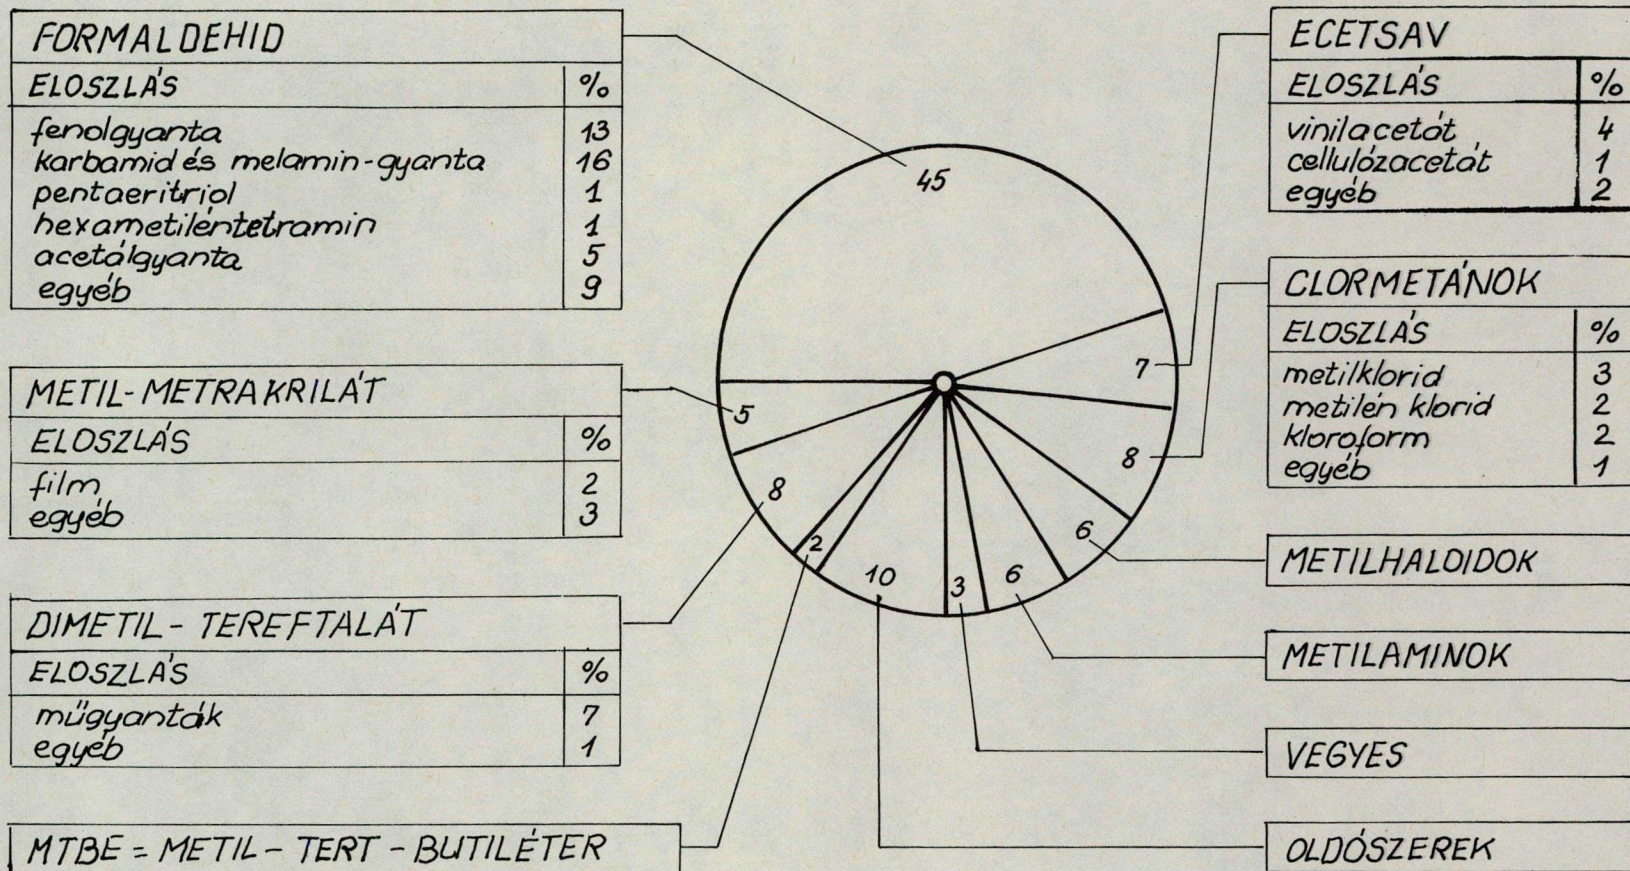 FORMALDEHID
ELOSZLÁS %
fenolgyanta 13
karbamid és melamin-gyanta 16
pentaeritriol 1
hexametiléntetramin 1
acetálgyanta 5
egyéb 9
METIL-METRAKRILÁT
ELOSZLÁS %
film 2
egyéb 3
DIMETIL - TEREFTALÁT
ELOSZLÁS %
műgyanták 7
egyéb 1
MTBE = METIL - TERT - BUTILÉTER
45
7
5
8
8
6
2
10
3
6
ECETSAV
ELOSZLÁS %
vinilacetát 4
cellulózacetát 1
egyéb 2
CLORMETÁNOK
ELOSZLÁS %
metilklorid 3
metilén klorid 2
kloroform 2
egyéb 1
METILHALOIDOK
METILAMINOK
VEGYES
OLDÓSZEREK